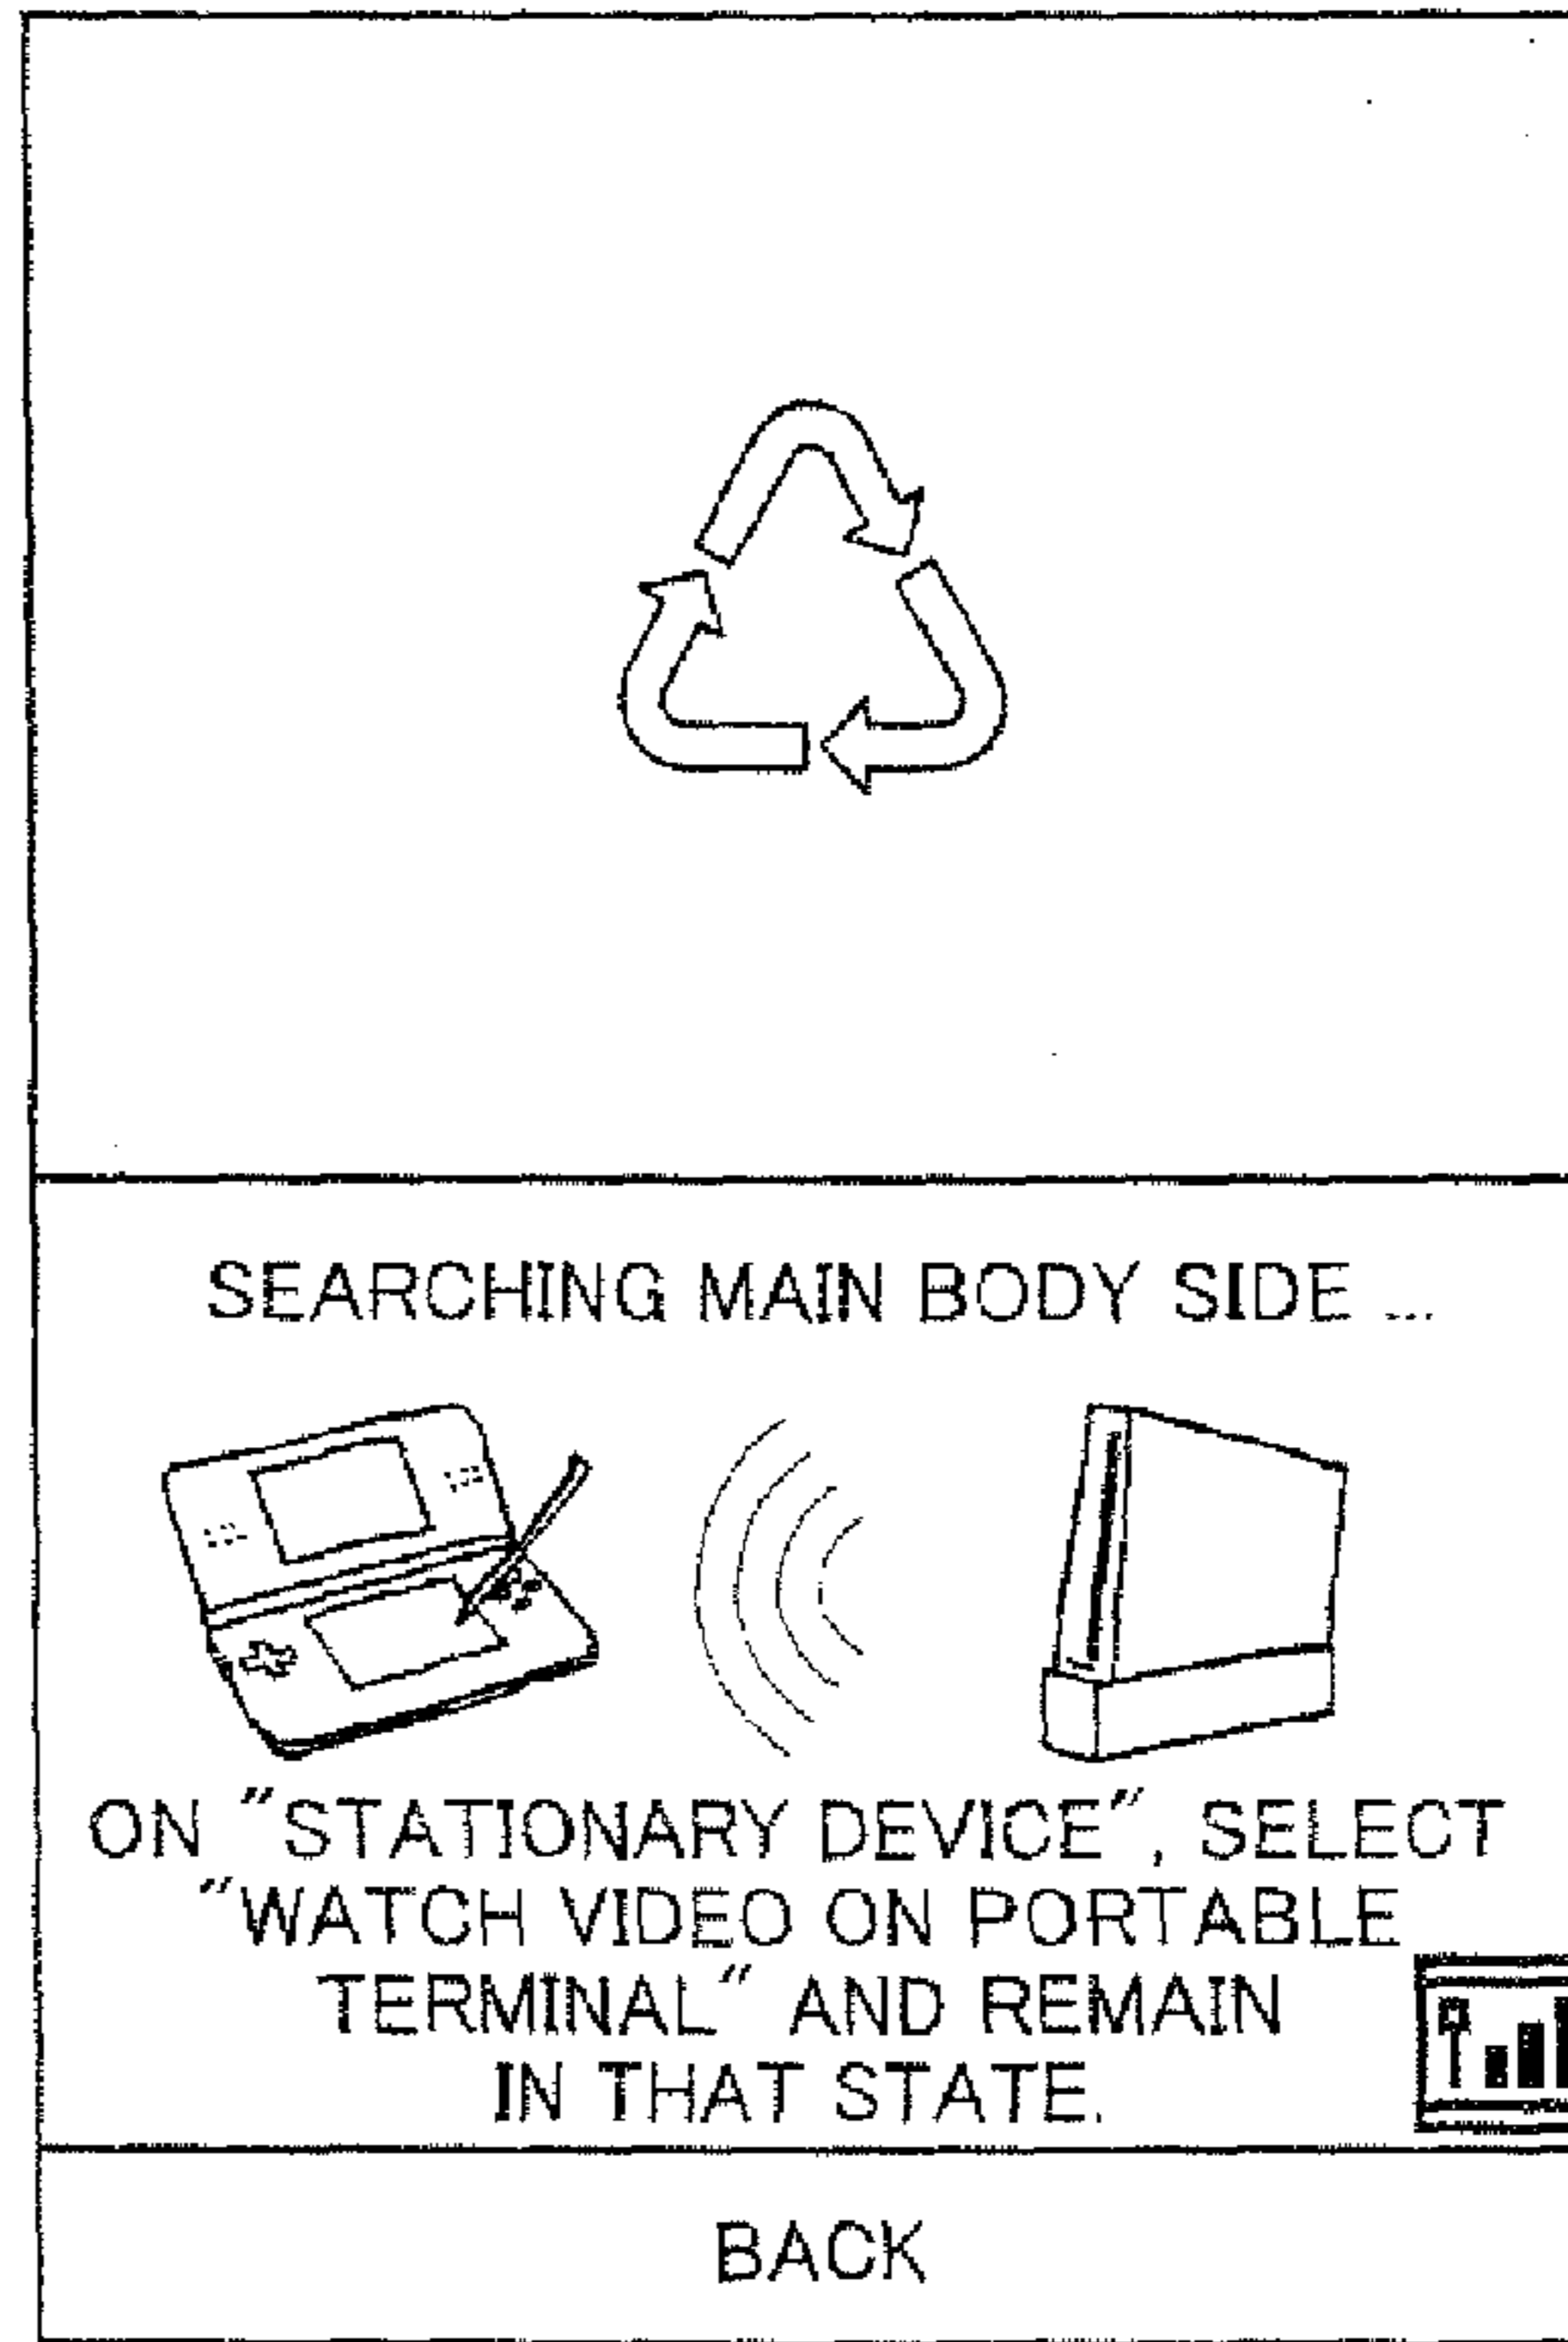 SEARCHING MAIN BODY SIDE ...
ON "STATIONARY DEVICE", SELECT
"WATCH VIDEO ON PORTABLE
TERMINAL" AND REMAIN
IN THAT STATE.
BACK